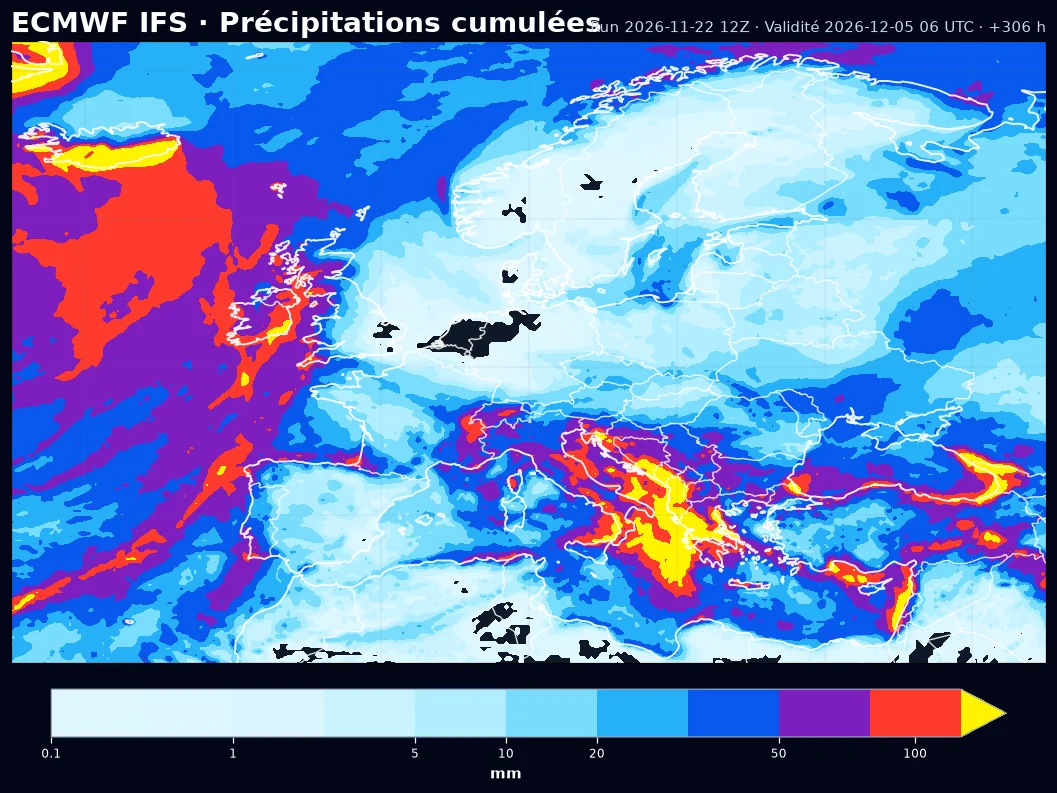 ECMWF IFS · Précipitations cumulées
Run 2026-11-22 12Z · Validité 2026-12-05 06 UTC · +306 h
0.1 1 5 10 20 50 100
mm